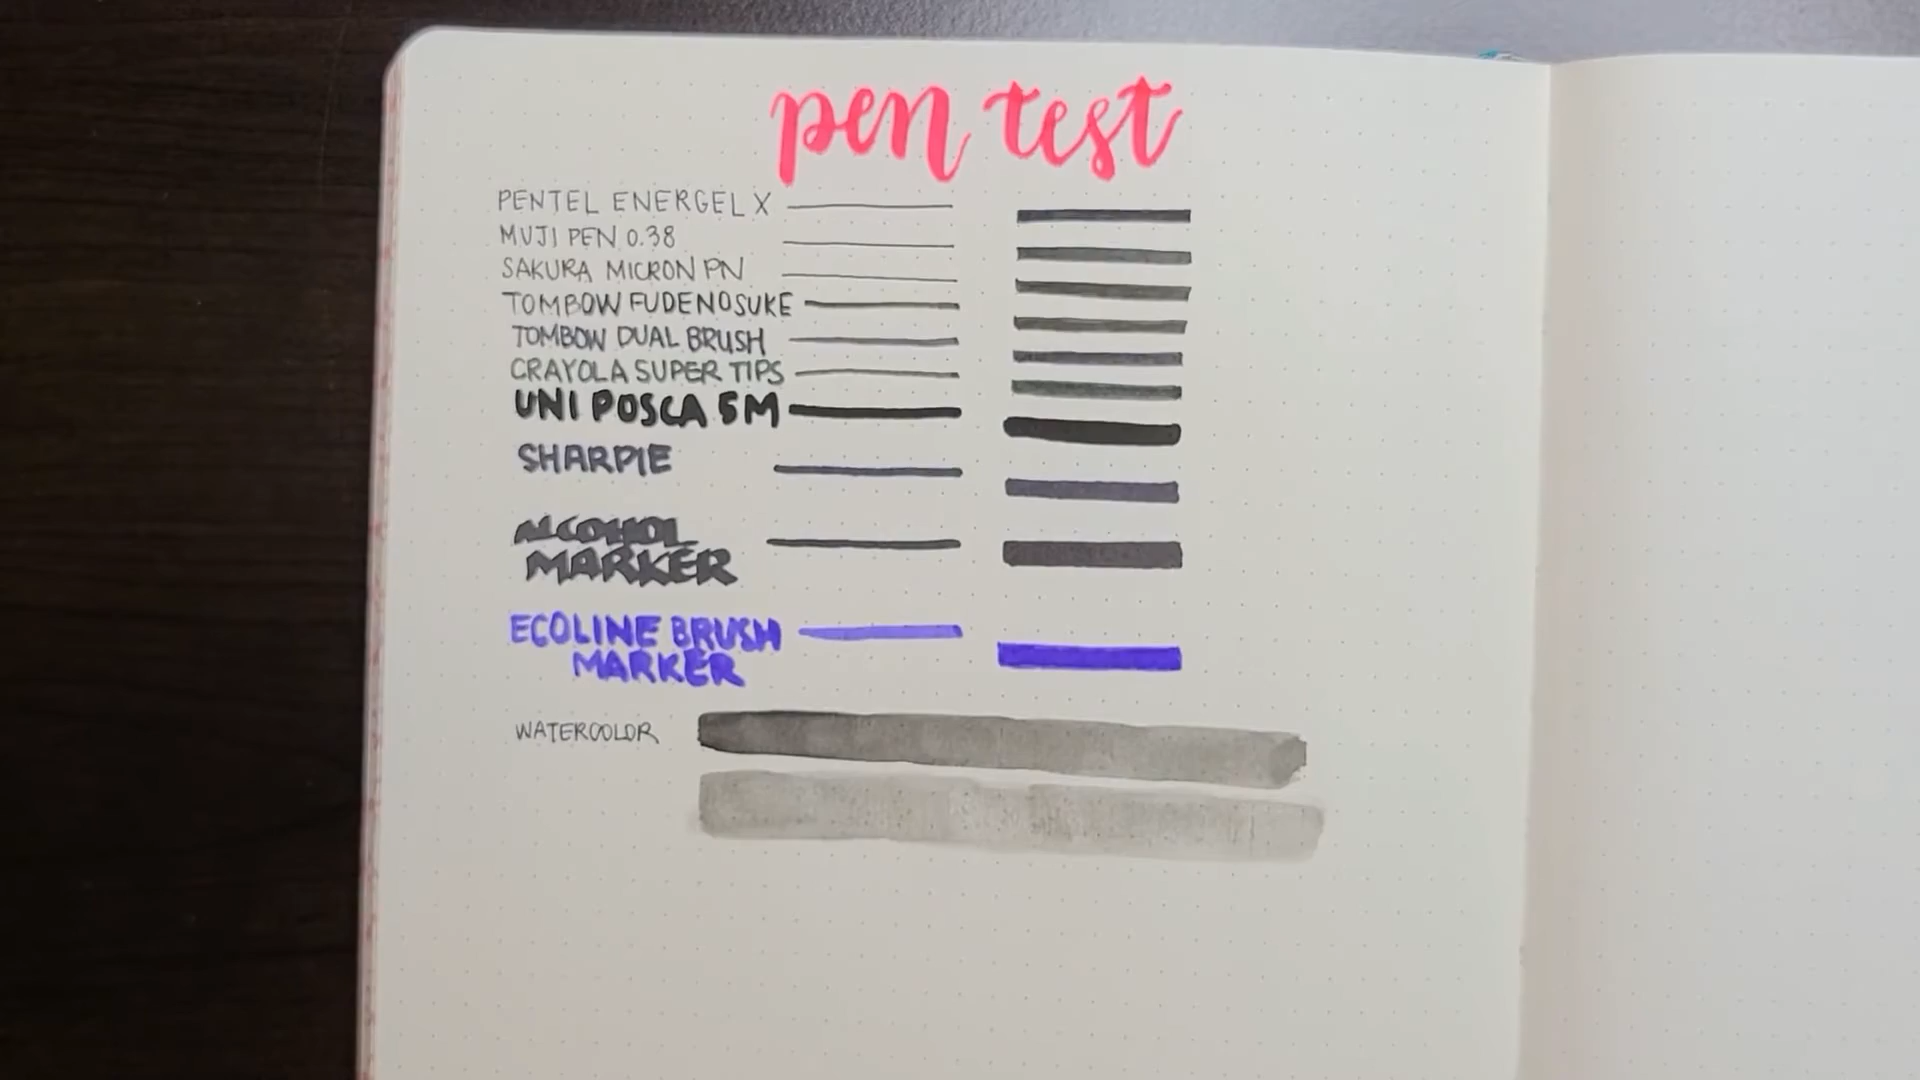 pen test
PENTEL ENERGEL X
MUJI PEN 0.38
SAKURA MICRON PN
TOMBOW FUDENOSUKE
TOMBOW DUAL BRUSH
CRAYOLA SUPER TIPS
UNI POSCA 5M
SHARPIE
ALCOHOL
MARKER
ECOLINE BRUSH
MARKER
WATERCOLOR